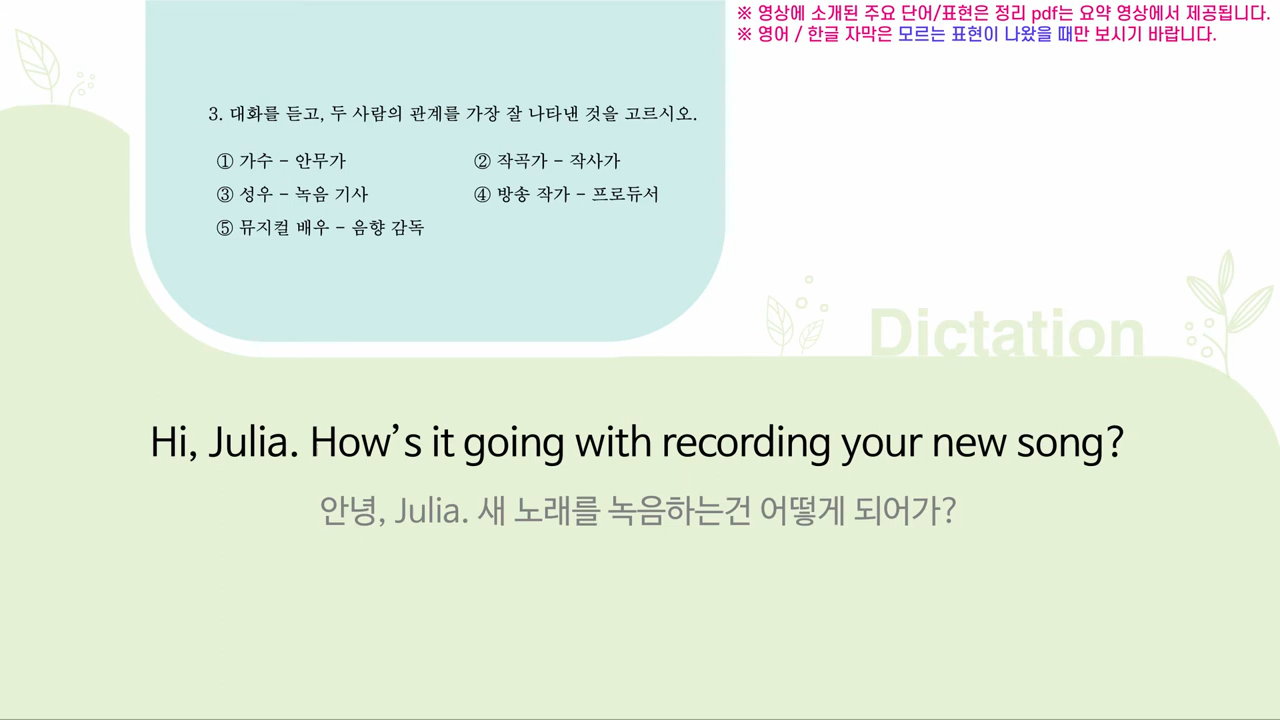 ※ 영상에 소개된 주요 단어/표현은 정리 pdf는 요약 영상에서 제공됩니다.
※ 영어 / 한글 자막은 모르는 표현이 나왔을 때만 보시기 바랍니다.
3. 대화를 듣고, 두 사람의 관계를 가장 잘 나타낸 것을 고르시오.
① 가수 - 안무가 ② 작곡가 - 작사가
③ 성우 - 녹음 기사 ④ 방송 작가 - 프로듀서
⑤ 뮤지컬 배우 - 음향 감독
Dictation
Hi, Julia. How's it going with recording your new song?
안녕, Julia. 새 노래를 녹음하는건 어떻게 되어가?